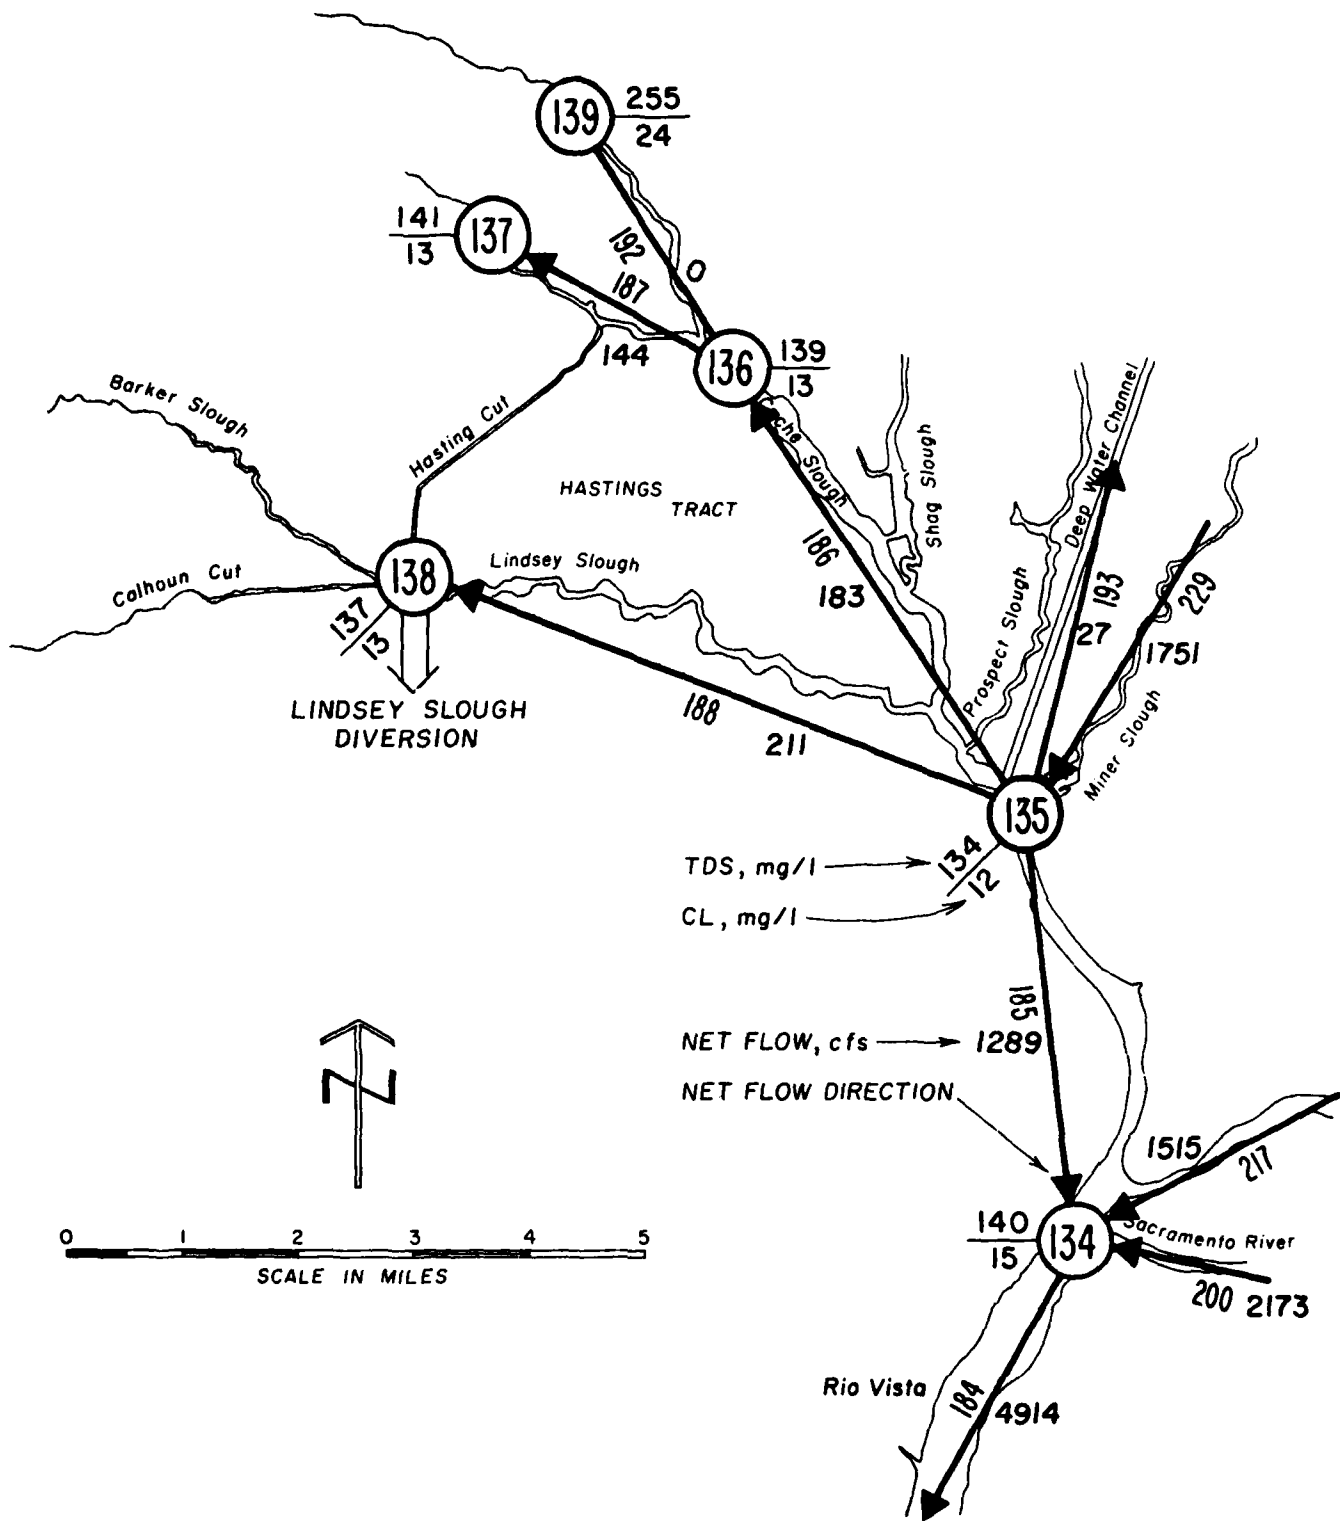 139
255
24
137
141
13
192
187
0
144
136
139
13
Barker Slough
Hasting Cut
HASTINGS
TRACT
Cache Slough
Shag Slough
Deep Water Channel
Prospect Slough
Miner Slough
186
183
193
27
229
1751
Lindsey Slough
Calhoun Cut
138
137
13
LINDSEY SLOUGH
DIVERSION
188
211
135
TDS, mg/l
134
12
CL, mg/l
185
NET FLOW, cfs
1289
NET FLOW DIRECTION
1515
217
140
15
134
Sacramento River
200
2173
0 1 2 3 4 5
SCALE IN MILES
Rio Vista
184
4914